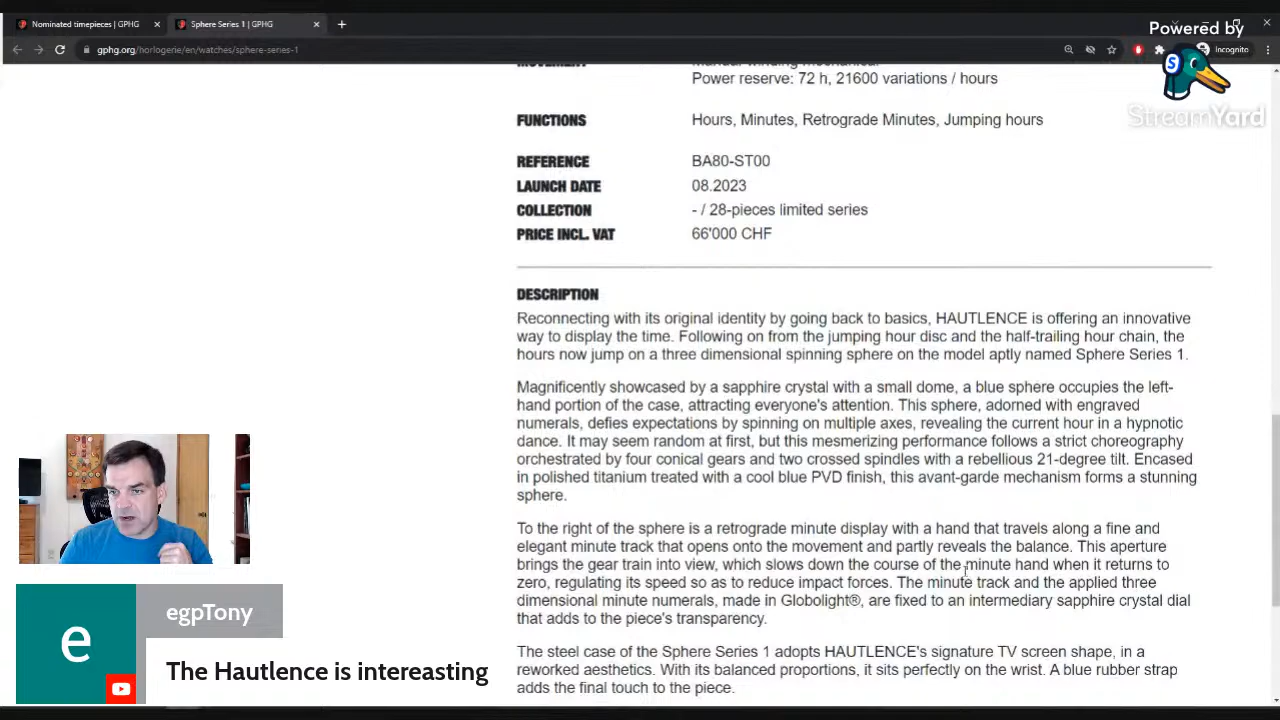 Nominated timepieces | GPHG
Sphere Series 1 | GPHG
gphg.org/horlogerie/en/watches/sphere-series-1
Incognito
Powered by
S
StreamYard
Power reserve: 72 h, 21600 variations / hours
FUNCTIONS Hours, Minutes, Retrograde Minutes, Jumping hours
REFERENCE BA80-ST00
LAUNCH DATE 08.2023
COLLECTION - / 28-pieces limited series
PRICE INCL. VAT 66'000 CHF
DESCRIPTION
Reconnecting with its original identity by going back to basics, HAUTLENCE is offering an innovative
way to display the time. Following on from the jumping hour disc and the half-trailing hour chain, the
hours now jump on a three dimensional spinning sphere on the model aptly named Sphere Series 1.
Magnificently showcased by a sapphire crystal with a small dome, a blue sphere occupies the left-
hand portion of the case, attracting everyone's attention. This sphere, adorned with engraved
numerals, defies expectations by spinning on multiple axes, revealing the current hour in a hypnotic
dance. It may seem random at first, but this mesmerizing performance follows a strict choreography
orchestrated by four conical gears and two crossed spindles with a rebellious 21-degree tilt. Encased
in polished titanium treated with a cool blue PVD finish, this avant-garde mechanism forms a stunning
sphere.
To the right of the sphere is a retrograde minute display with a hand that travels along a fine and
elegant minute track that opens onto the movement and partly reveals the balance. This aperture
brings the gear train into view, which slows down the course of the minute hand when it returns to
zero, regulating its speed so as to reduce impact forces. The minute track and the applied three
dimensional minute numerals, made in Globolight®, are fixed to an intermediary sapphire crystal dial
that adds to the piece's transparency.
The steel case of the Sphere Series 1 adopts HAUTLENCE's signature TV screen shape, in a
reworked aesthetics. With its balanced proportions, it sits perfectly on the wrist. A blue rubber strap
adds the final touch to the piece.
e
egpTony
The Hautlence is intereasting